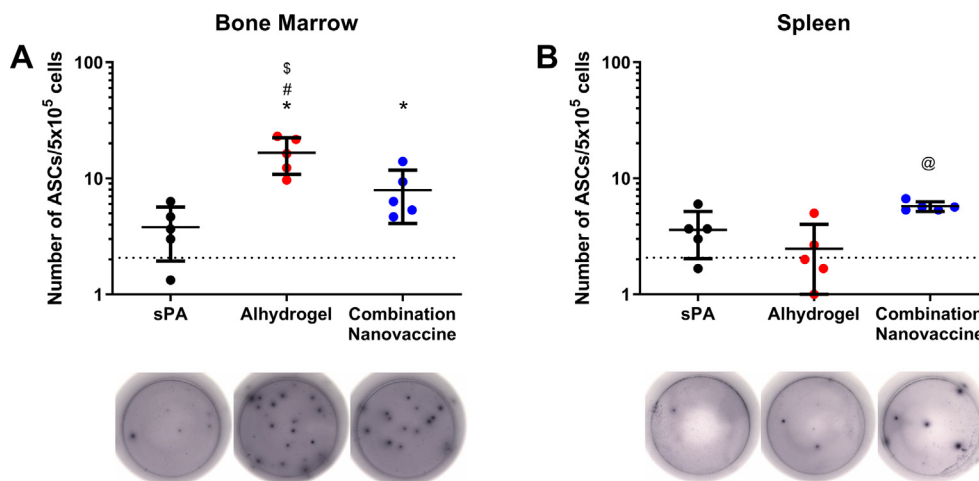 Bone Marrow
A
Number of ASCs/5x10⁵ cells
100
10
1
$
#
*
*
sPA
Alhydrogel
Combination
Nanovaccine
Spleen
B
Number of ASCs/5x10⁵ cells
100
10
1
@
sPA
Alhydrogel
Combination
Nanovaccine